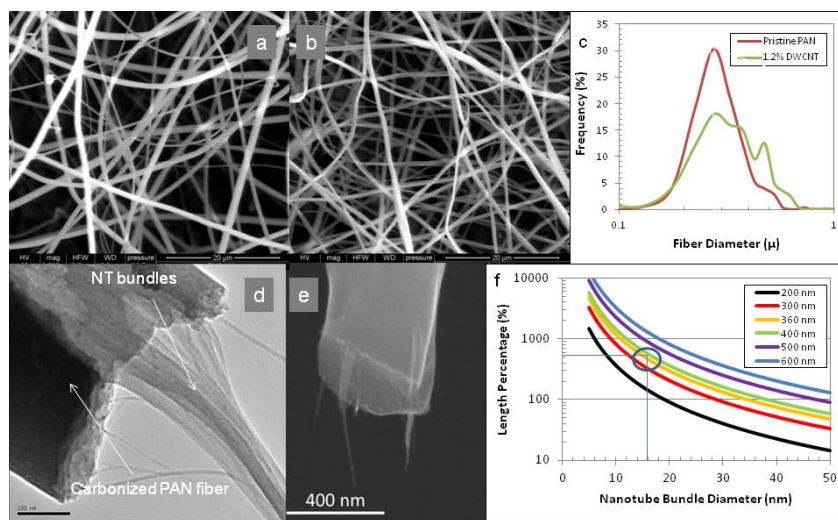 a
HV mag HFW WD pressure 20 μm
b
HV mag HFW WD pressure 20 μm
c
Pristine PAN
1.2% DWCNT
35
30
25
20
15
10
5
0
Frequency (%)
0.1 1
Fiber Diameter (μ)
NT bundles
d
Carbonized PAN fiber
100 nm
e
400 nm
f
200 nm
300 nm
360 nm
400 nm
500 nm
600 nm
10000
1000
100
10
Length Percentage (%)
0 10 20 30 40 50
Nanotube Bundle Diameter (nm)